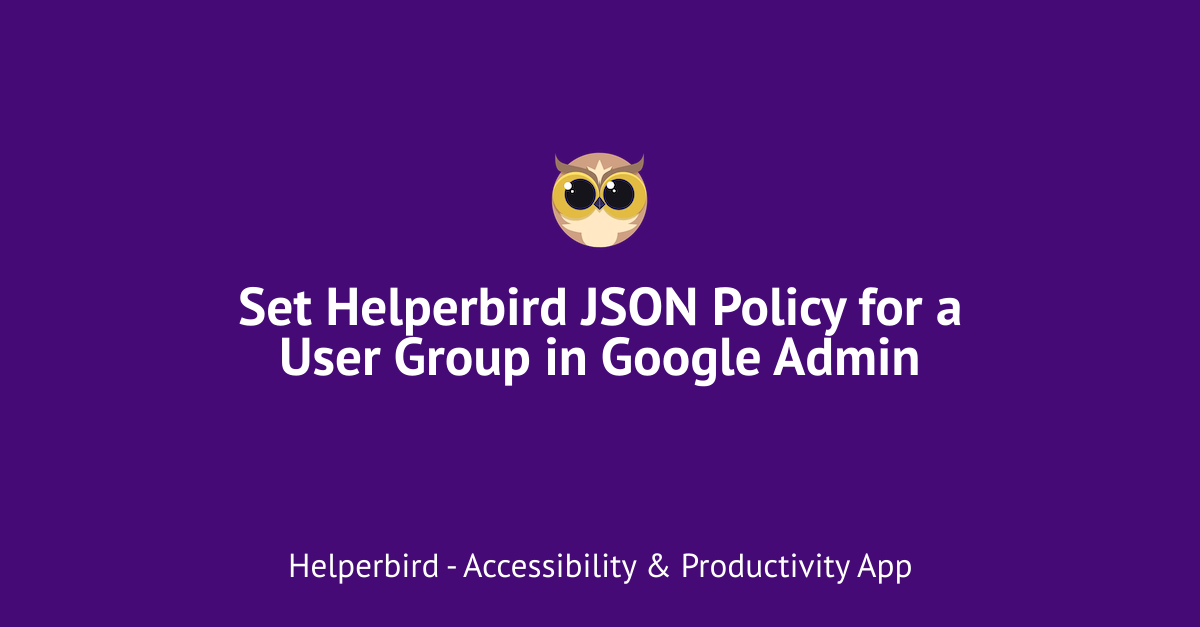 Set Helperbird JSON Policy for a
User Group in Google Admin
Helperbird - Accessibility & Productivity App